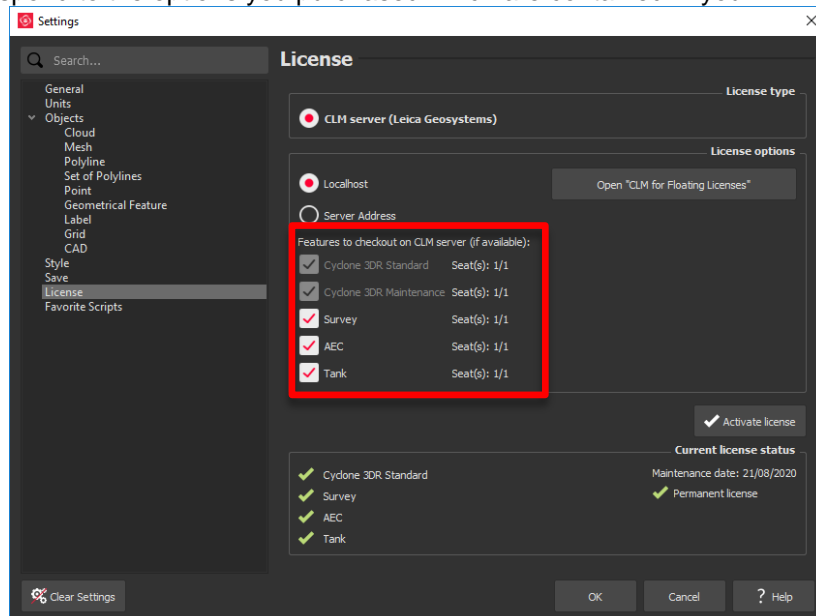 Settings
Search...
License
General
Units
Objects
Cloud
Mesh
Polyline
Set of Polylines
Point
Geometrical Feature
Label
Grid
CAD
Style
Save
License
Favorite Scripts
License type
CLM server (Leica Geosystems)
License options
Localhost
Open "CLM for Floating Licenses"
Server Address
Features to checkout on CLM server (if available):
Cyclone 3DR Standard Seat(s): 1/1
Cyclone 3DR Maintenance Seat(s): 1/1
Survey Seat(s): 1/1
AEC Seat(s): 1/1
Tank Seat(s): 1/1
Activate license
Current license status
Cyclone 3DR Standard
Maintenance date: 21/08/2020
Survey
Permanent license
AEC
Tank
Clear Settings
OK Cancel ? Help